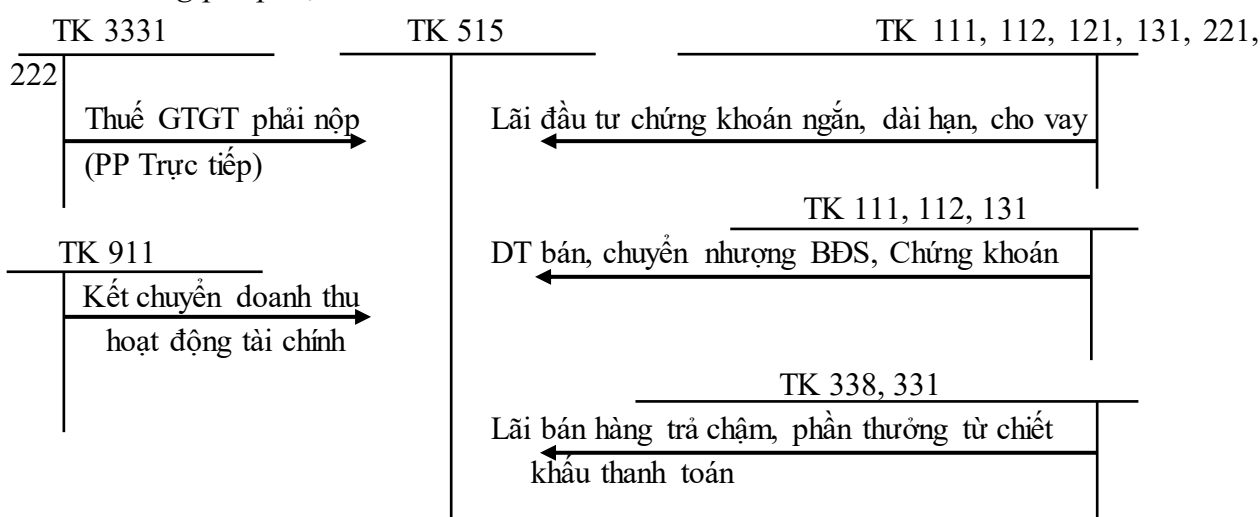 TK 3331 TK 515 TK 111, 112, 121, 131, 221,
222
Thuế GTGT phải nộp Lãi đầu tư chứng khoán ngắn, dài hạn, cho vay
(PP Trực tiếp)
TK 111, 112, 131
TK 911 DT bán, chuyển nhượng BĐS, Chứng khoán
Kết chuyển doanh thu
hoạt động tài chính
TK 338, 331
Lãi bán hàng trả chậm, phần thưởng từ chiết
khấu thanh toán